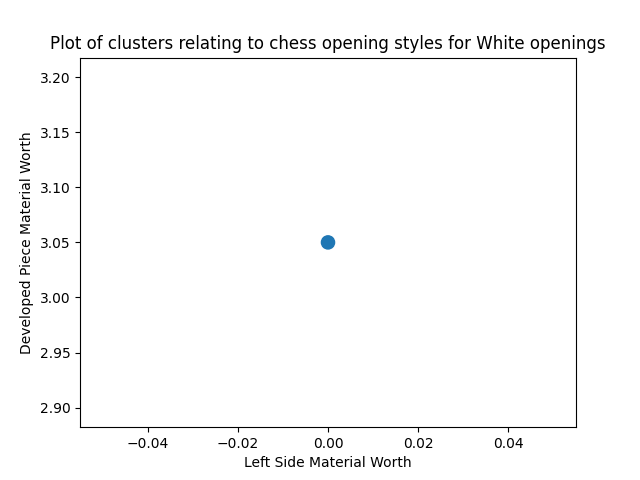 Plot of clusters relating to chess opening styles for White openings
3.20
3.15
3.10
3.05
3.00
2.95
2.90
Developed Piece Material Worth
−0.04 −0.02 0.00 0.02 0.04
Left Side Material Worth